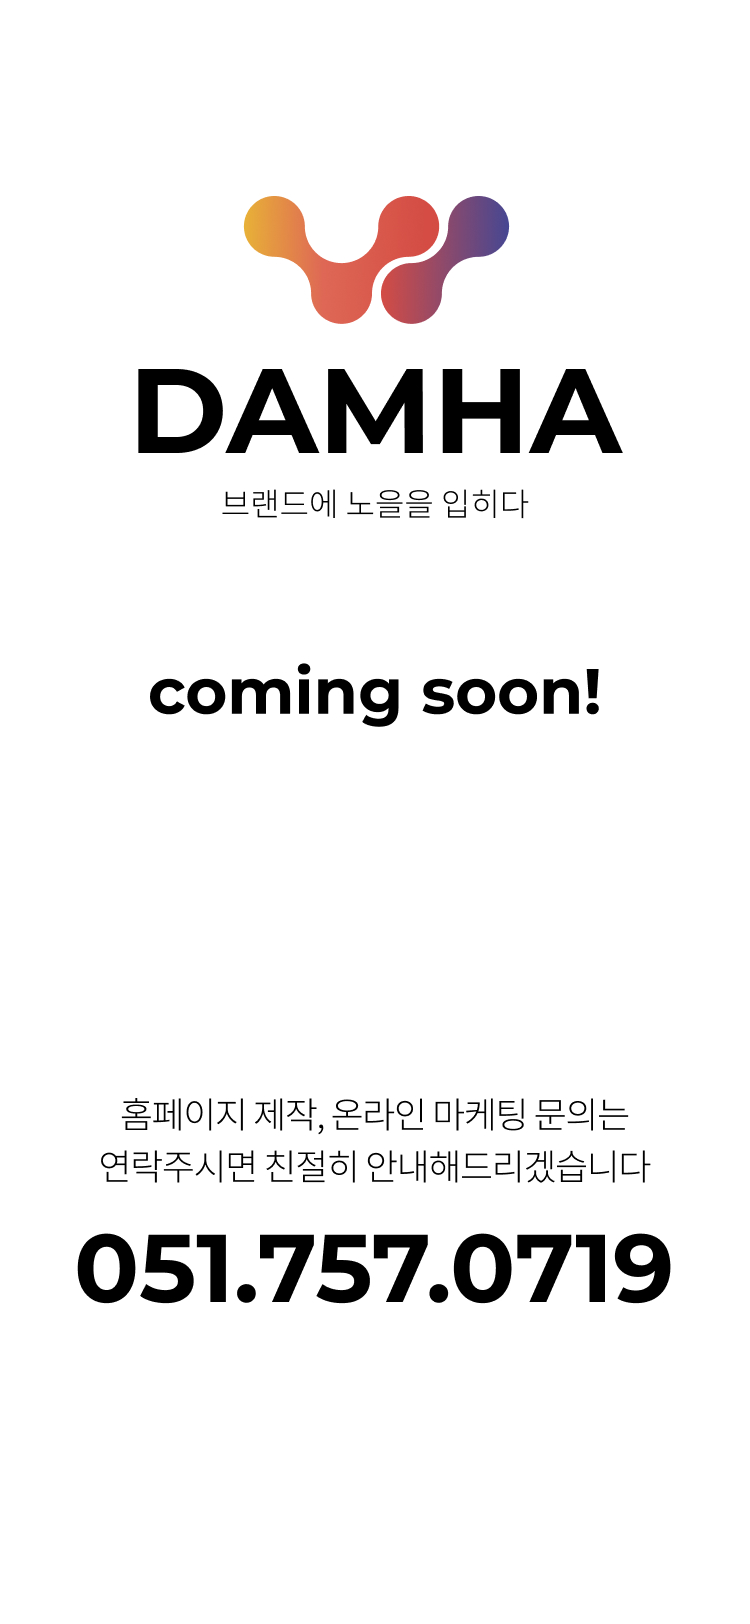 DAMHA
브랜드에 노을을 입히다
coming soon!
홈페이지 제작, 온라인 마케팅 문의는
연락주시면 친절히 안내해드리겠습니다
051.757.0719